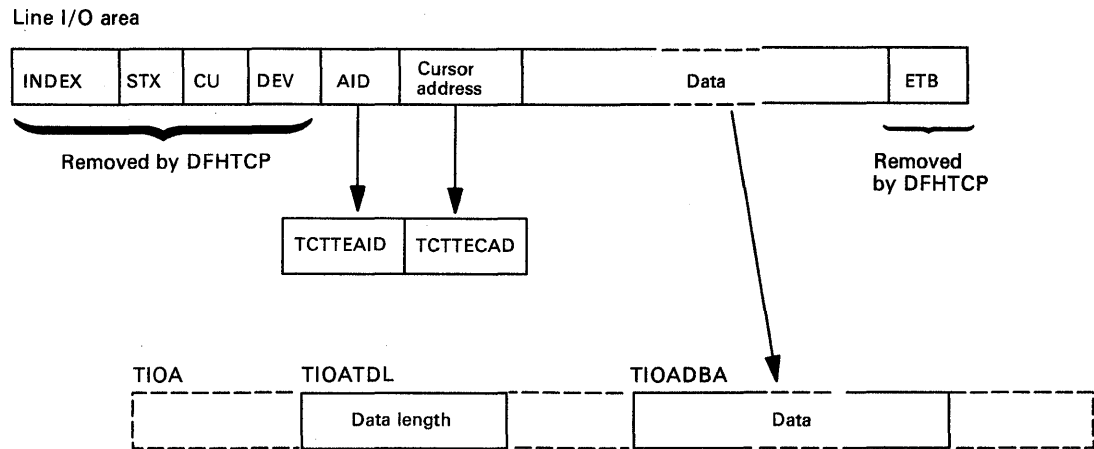 Line I/O area
INDEX STX CU DEV AID Cursor address Data ETB
Removed by DFHTCP
Removed by DFHTCP
TCTTEAID TCTTECAD
TIOA TIOATDL TIOADBA
Data length Data